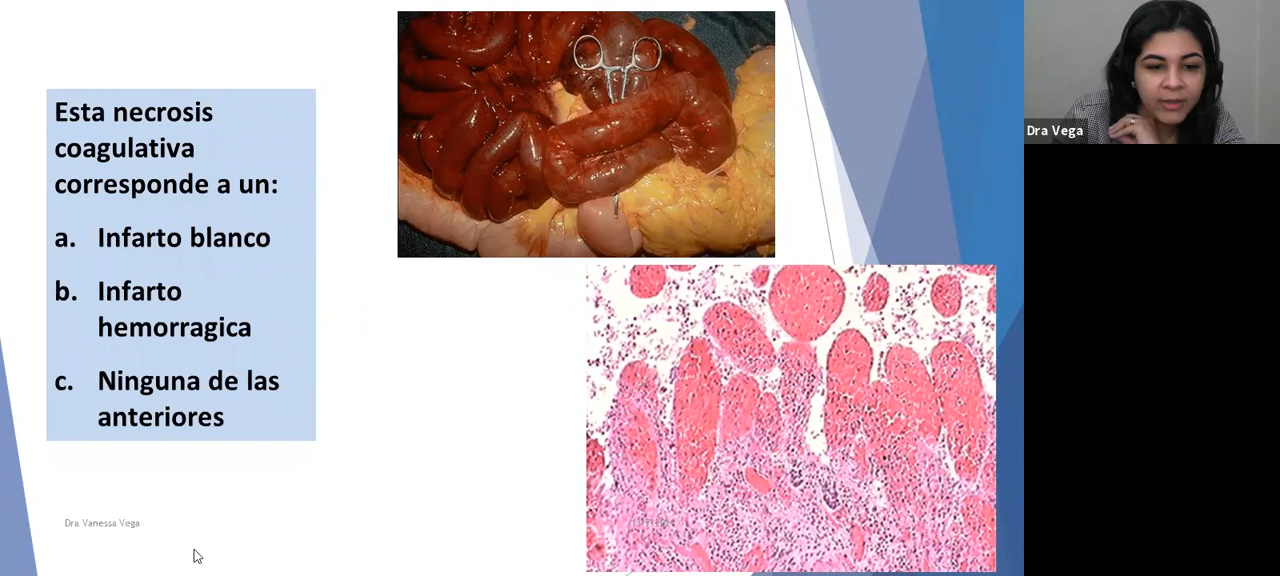 Esta necrosis
coagulativa
corresponde a un:
a. Infarto blanco
b. Infarto
hemorragica
c. Ninguna de las
anteriores
Dra Vanessa Vega
Dra Vega